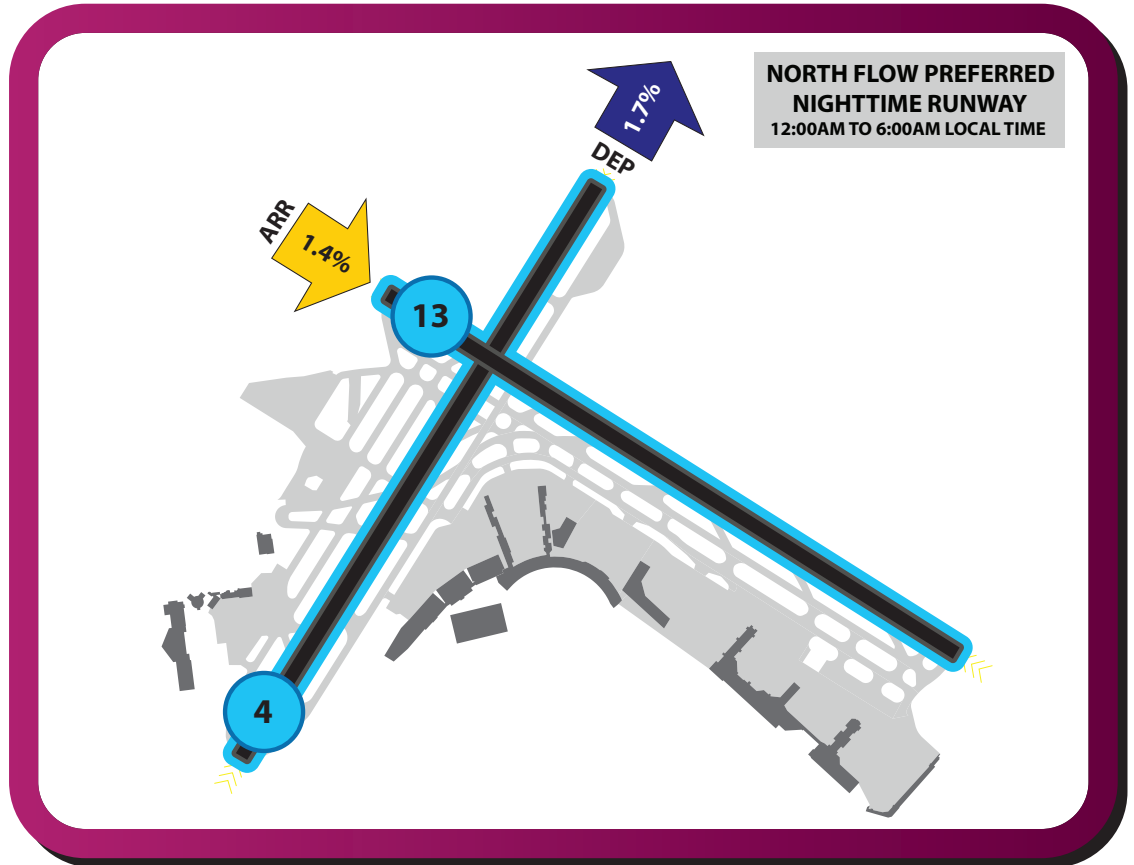 NORTH FLOW PREFERRED
NIGHTTIME RUNWAY
12:00AM TO 6:00AM LOCAL TIME
1.7%
DEP
ARR
1.4%
13
4